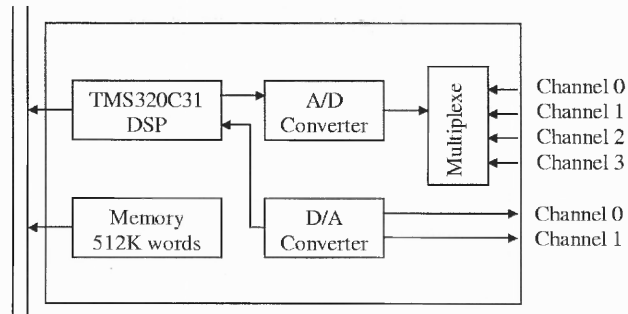 TMS320C31
DSP
A/D
Converter
Multiplexe
Channel 0
Channel 1
Channel 2
Channel 3
Memory
512K words
D/A
Converter
Channel 0
Channel 1